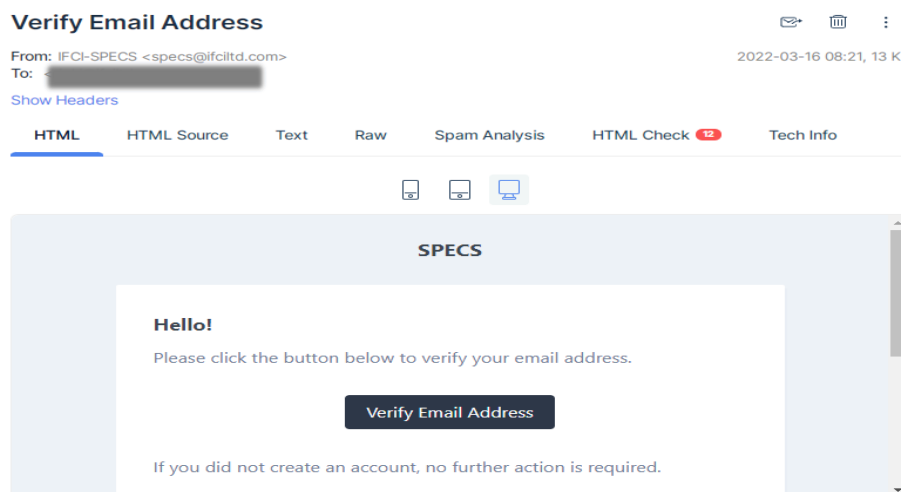 Verify Email Address
From: IFCI-SPECS <specs@ifciltd.com>
2022-03-16 08:21, 13 K
To: <
Show Headers
HTML HTML Source Text Raw Spam Analysis HTML Check 12 Tech Info
SPECS
Hello!
Please click the button below to verify your email address.
Verify Email Address
If you did not create an account, no further action is required.